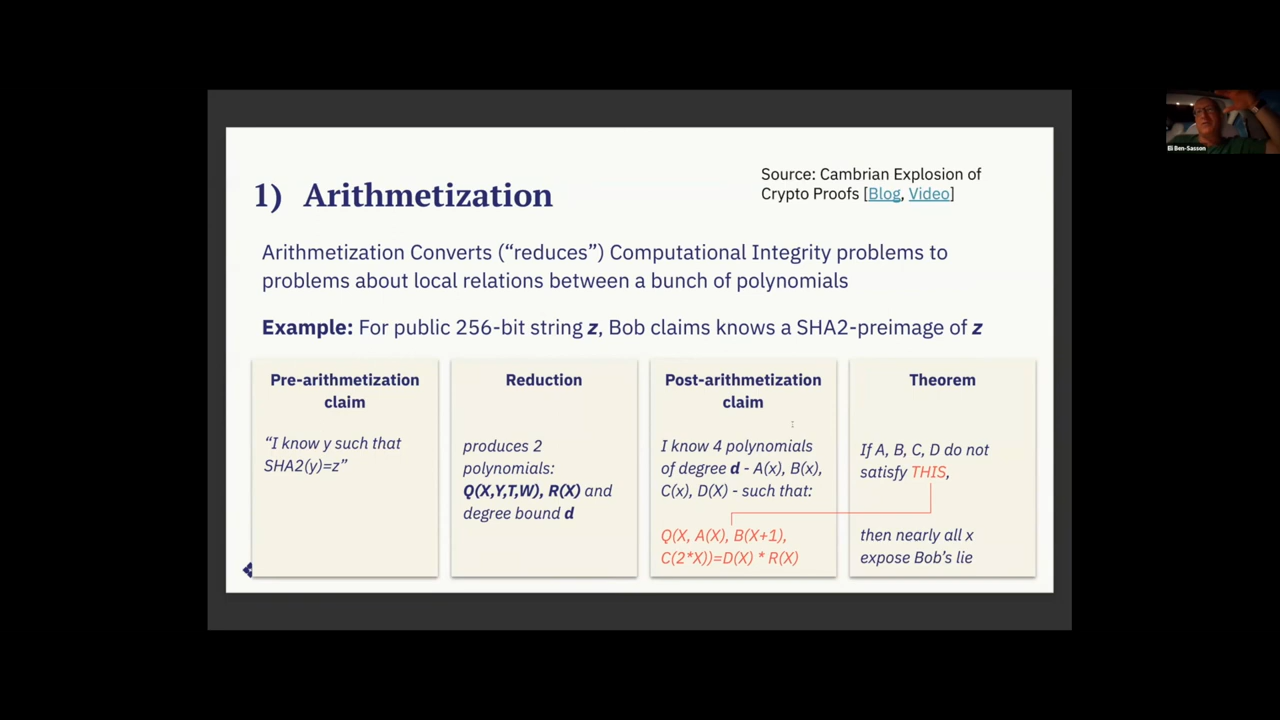 1) Arithmetization
Source: Cambrian Explosion of
Crypto Proofs [Blog, Video]
Arithmetization Converts (“reduces”) Computational Integrity problems to
problems about local relations between a bunch of polynomials
Example: For public 256-bit string z, Bob claims knows a SHA2-preimage of z
Pre-arithmetization
claim
“I know y such that
SHA2(y)=z”
Reduction
produces 2
polynomials:
Q(X,Y,T,W), R(X) and
degree bound d
Post-arithmetization
claim
I know 4 polynomials
of degree d - A(x), B(x),
C(x), D(X) - such that:
Q(X, A(X), B(X+1),
C(2*X))=D(X) * R(X)
Theorem
If A, B, C, D do not
satisfy THIS,
then nearly all x
expose Bob’s lie
Eli Ben-Sasson